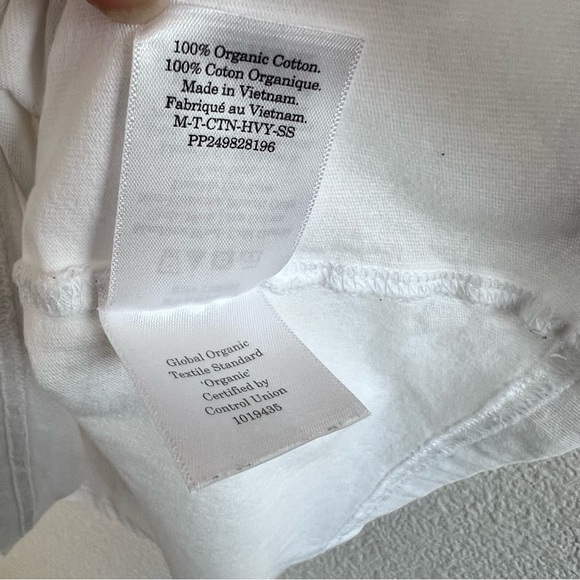 100% Organic Cotton.
100% Coton Organique.
Made in Vietnam.
Fabriqué au Vietnam.
M-T-CTN-HVY-SS
PP249828196
Global Organic
Textile Standard
'Organic'
Certified by
Control Union
1019435